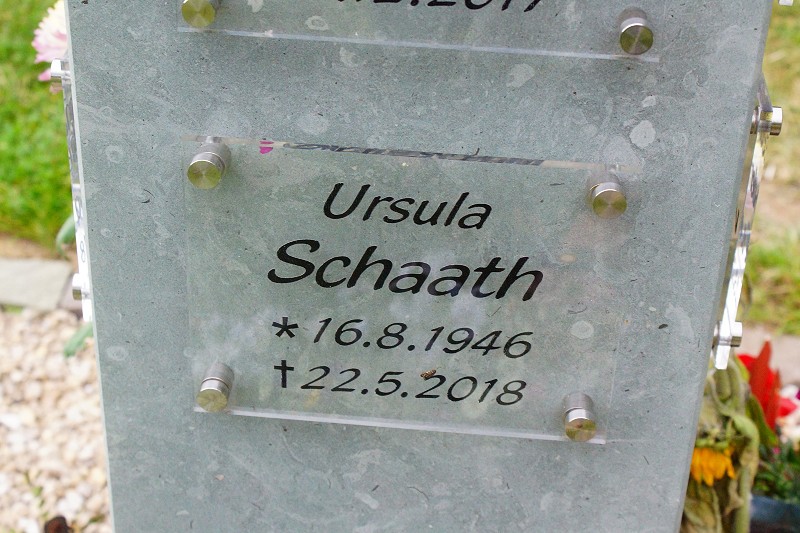 Ursula
Schaath
* 16.8.1946
† 22.5.2018